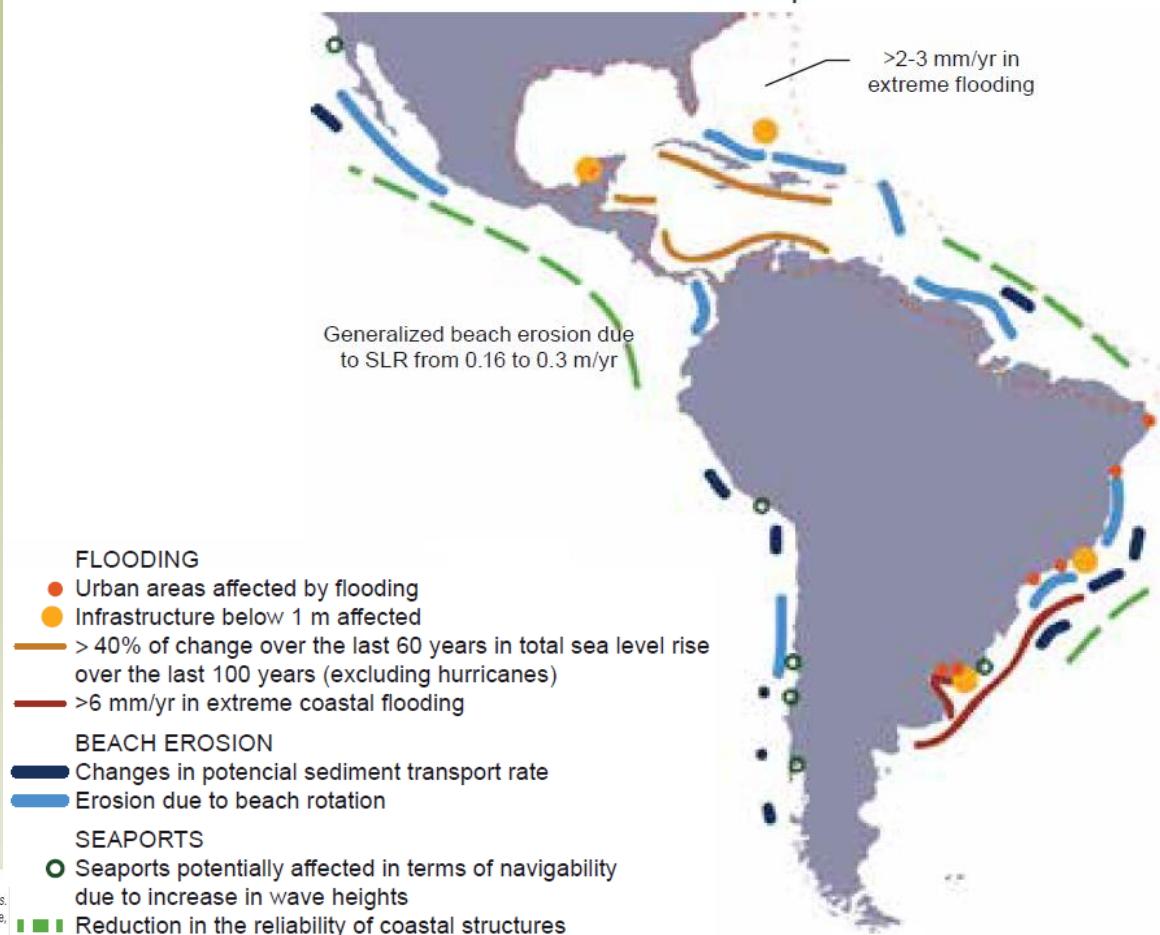 >2-3 mm/yr in
extreme flooding
Generalized beach erosion due
to SLR from 0.16 to 0.3 m/yr
FLOODING
Urban areas affected by flooding
Infrastructure below 1 m affected
> 40% of change over the last 60 years in total sea level rise
over the last 100 years (excluding hurricanes)
>6 mm/yr in extreme coastal flooding
BEACH EROSION
Changes in potencial sediment transport rate
Erosion due to beach rotation
SEAPORTS
Seaports potentially affected in terms of navigability
due to increase in wave heights
Reduction in the reliability of coastal structures